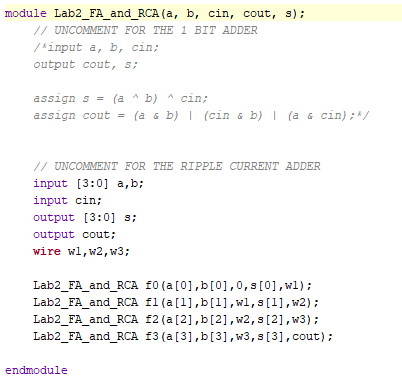 module Lab2_FA_and_RCA(a, b, cin, cout, s);
// UNCOMMENT FOR THE 1 BIT ADDER
/*input a, b, cin;
output cout, s;
assign s = (a ^ b) ^ cin;
assign cout = (a & b) | (cin & b) | (a & cin);*/
// UNCOMMENT FOR THE RIPPLE CURRENT ADDER
input [3:0] a,b;
input cin;
output [3:0] s;
output cout;
wire w1,w2,w3;
Lab2_FA_and_RCA f0(a[0],b[0],0,s[0],w1);
Lab2_FA_and_RCA f1(a[1],b[1],w1,s[1],w2);
Lab2_FA_and_RCA f2(a[2],b[2],w2,s[2],w3);
Lab2_FA_and_RCA f3(a[3],b[3],w3,s[3],cout);
endmodule